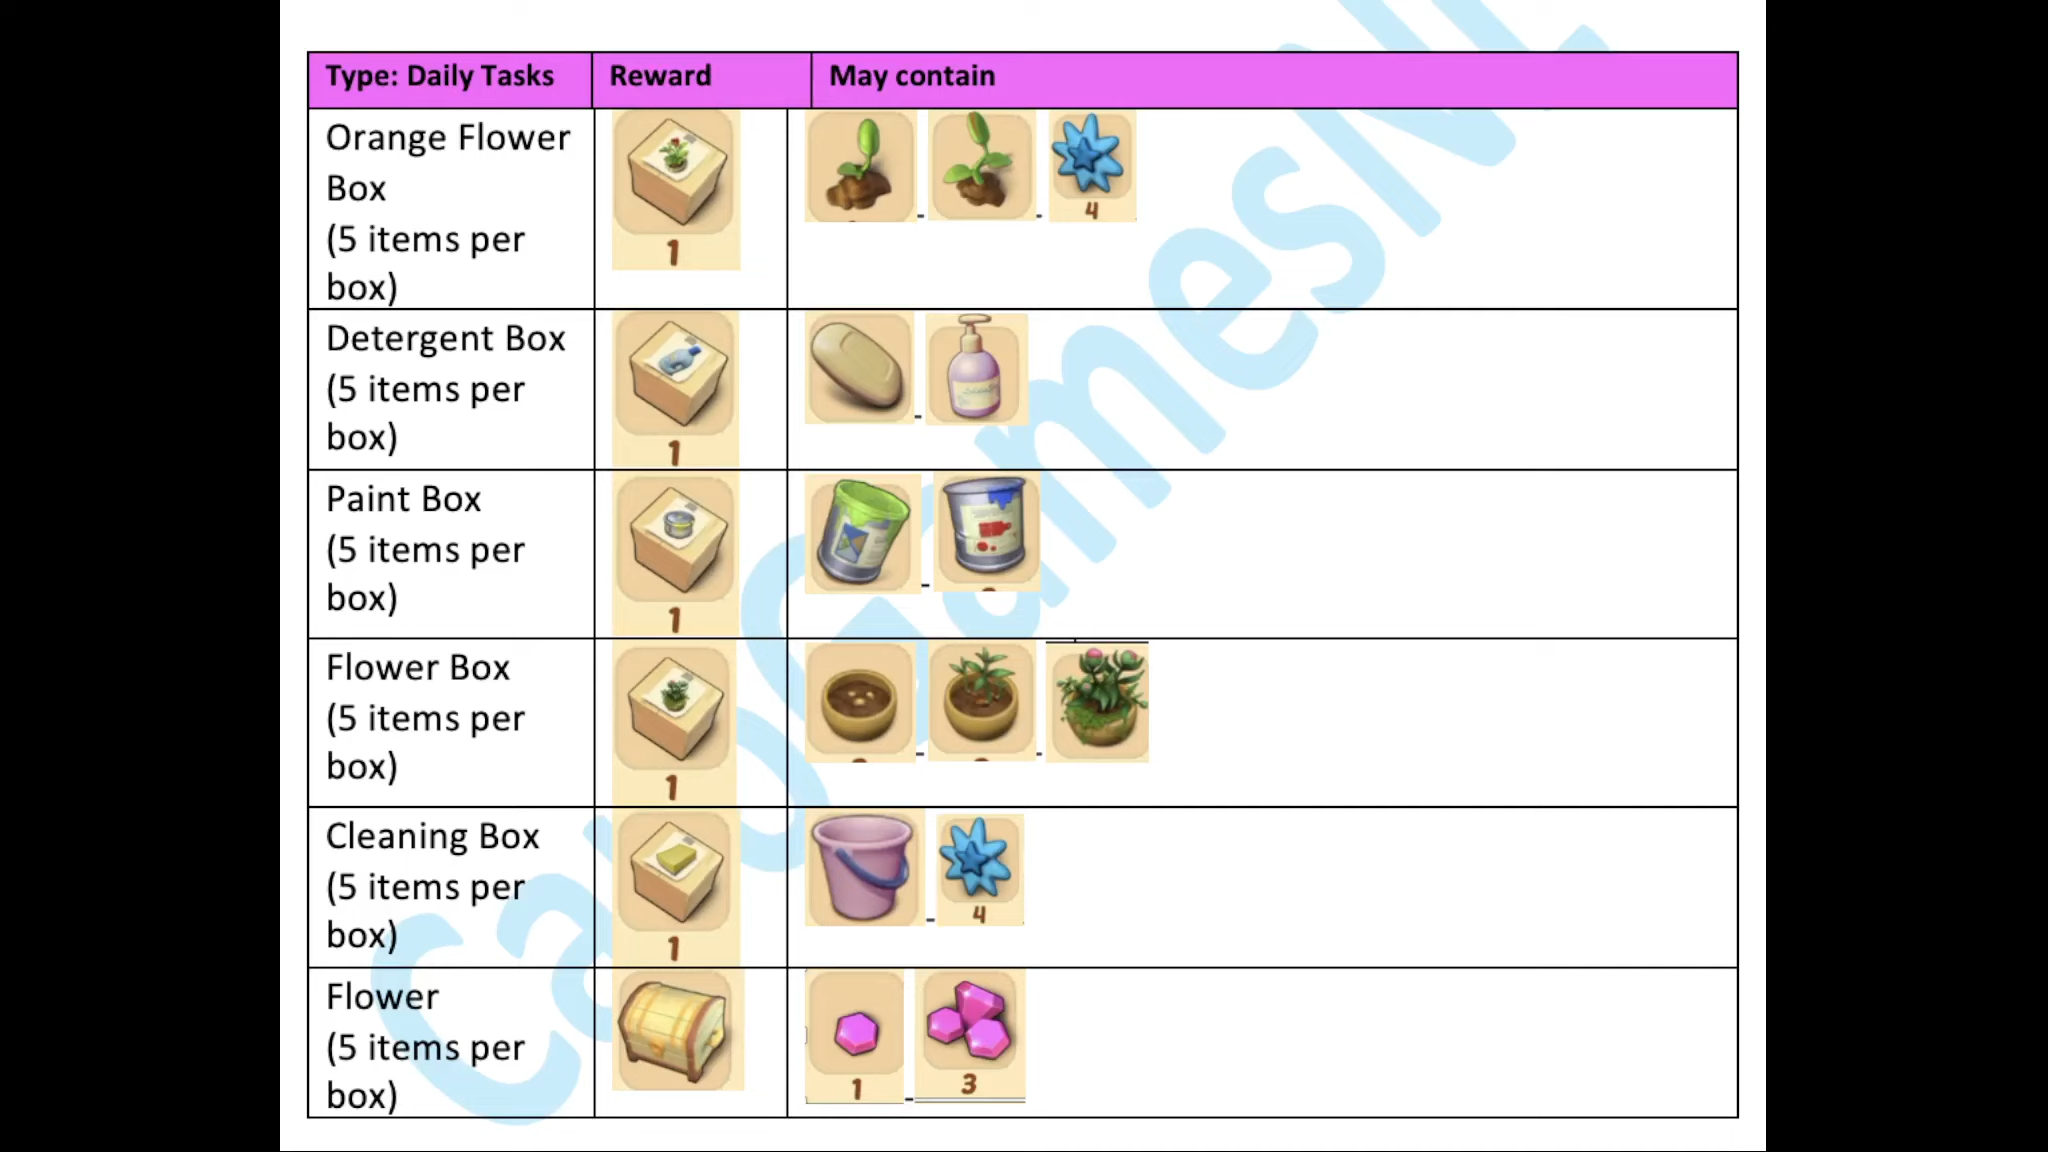 Type: Daily Tasks
Reward
May contain
Orange Flower
Box
(5 items per
box)
1
4
Detergent Box
(5 items per
box)
1
Paint Box
(5 items per
box)
1
Flower Box
(5 items per
box)
1
Cleaning Box
(5 items per
box)
1
4
Flower
(5 items per
box)
1
3
CaboGamesNL